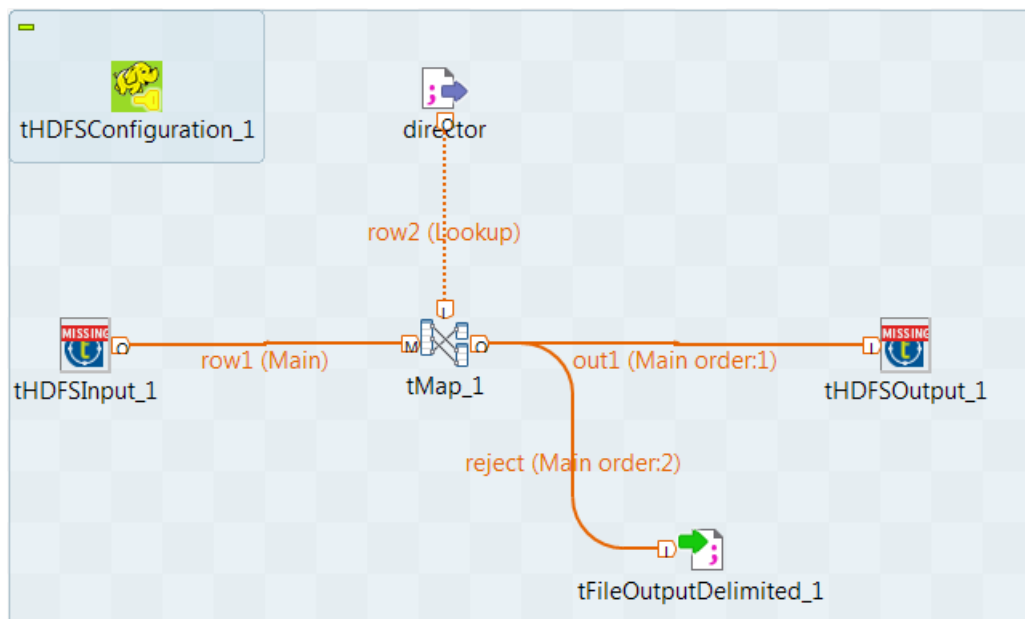 tHDFSConfiguration_1
director
O
row2 (Lookup)
L
MISSING
t
tHDFSInput_1
O
row1 (Main)
M
O
tMap_1
out1 (Main order:1)
I
MISSING
t
tHDFSOutput_1
reject (Main order:2)
I
tFileOutputDelimited_1